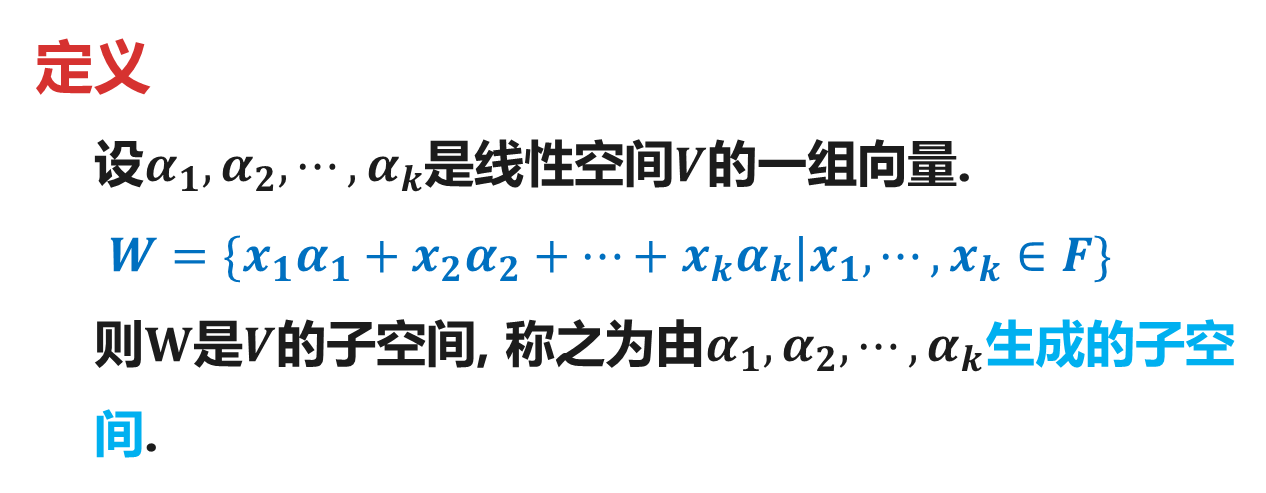 定义
设α₁, α₂, ⋯ , αₖ是线性空间V的一组向量.
W = {x₁α₁ + x₂α₂ + ⋯ + xₖαₖ|x₁, ⋯ , xₖ ∈ F}
则W是V的子空间, 称之为由α₁, α₂, ⋯ , αₖ生成的子空
间.